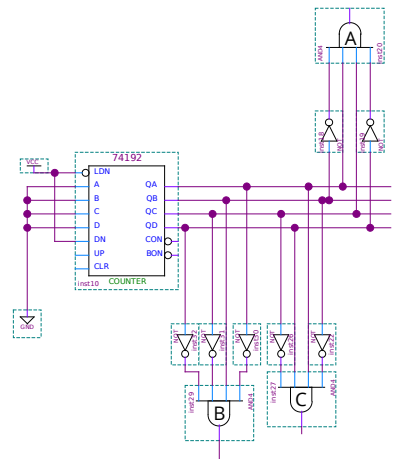 A
AND4
inst20
inst18
NOT
inst19
NOT
74192
VCC
LDN
A
B
C
D
DN
UP
CLR
QA
QB
QC
QD
CON
BON
inst10
COUNTER
GND
NOT
NOT
NOT
NOT
NOT
inst29
B
AND4
inst27
C
AND4